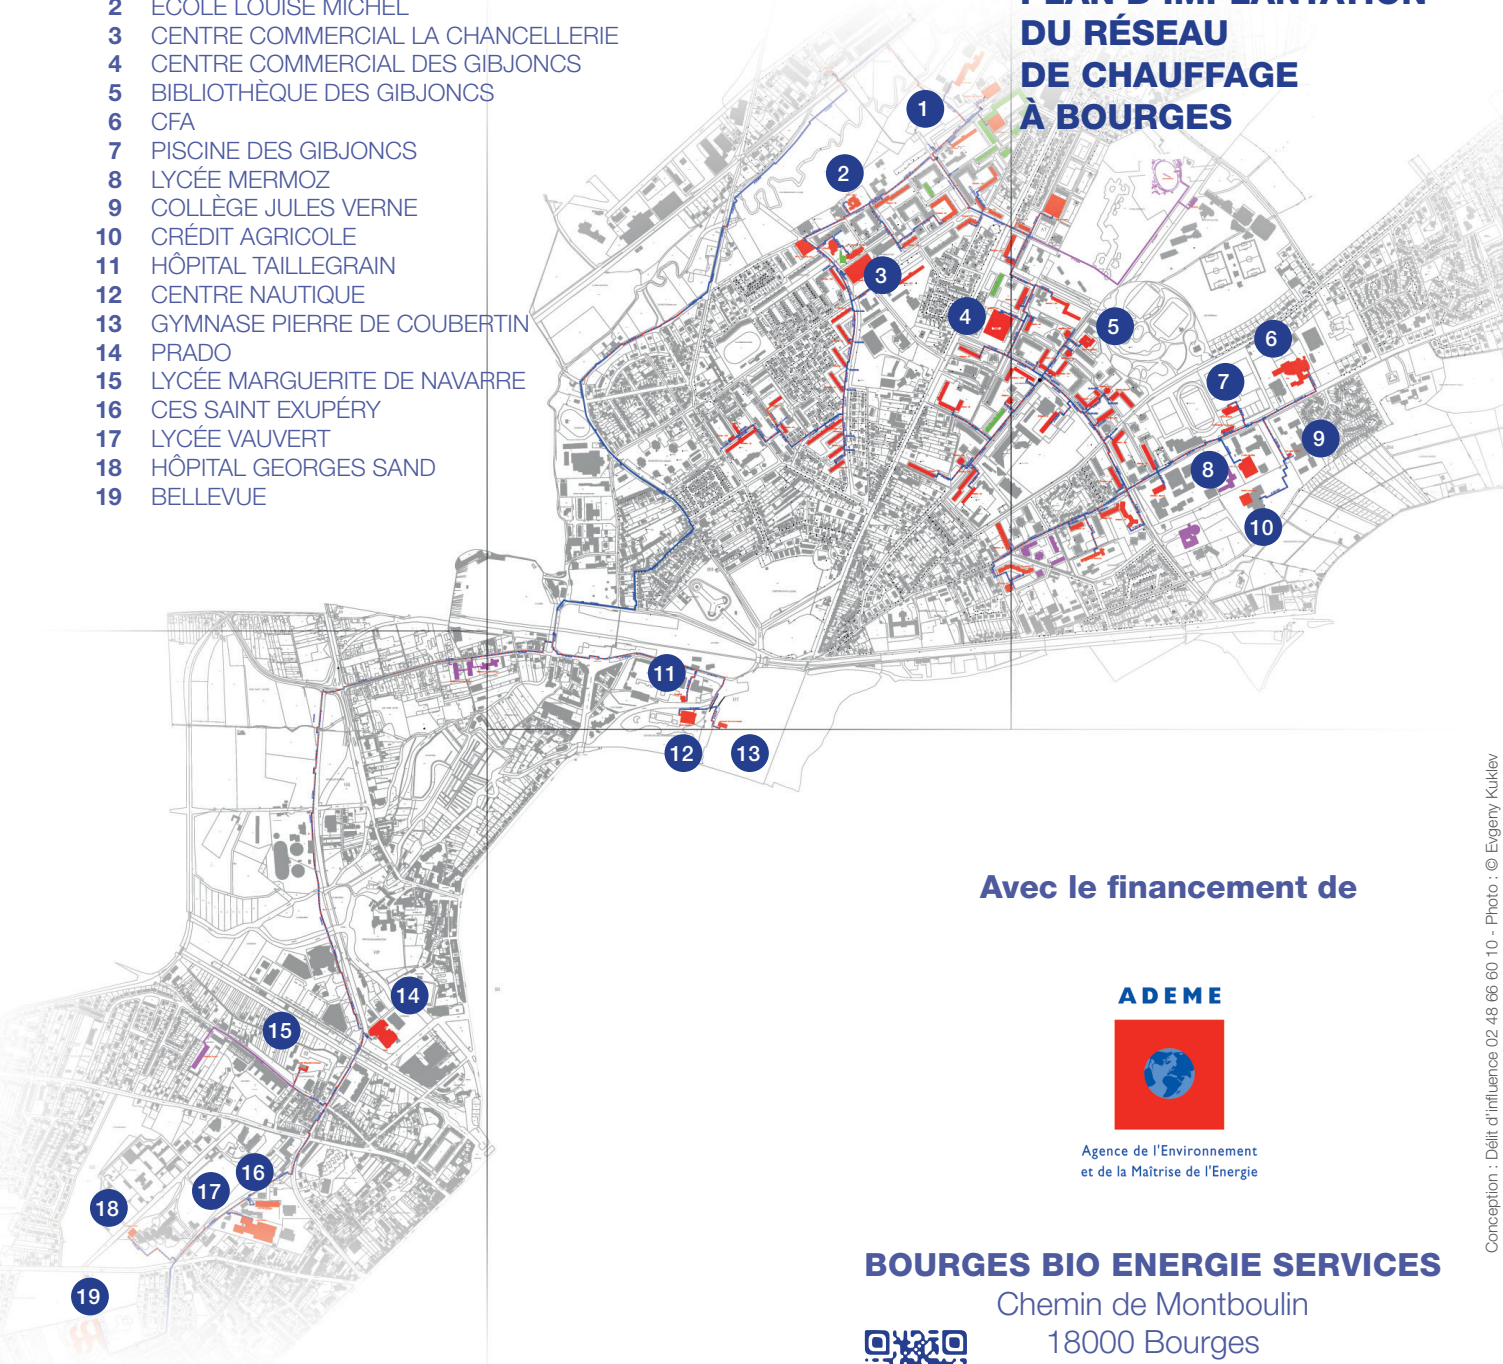 2 ÉCOLE LOUISE MICHEL
3 CENTRE COMMERCIAL LA CHANCELLERIE
4 CENTRE COMMERCIAL DES GIBJONCS
5 BIBLIOTHÈQUE DES GIBJONCS
6 CFA
7 PISCINE DES GIBJONCS
8 LYCÉE MERMOZ
9 COLLÈGE JULES VERNE
10 CRÉDIT AGRICOLE
11 HÔPITAL TAILLEGRAIN
12 CENTRE NAUTIQUE
13 GYMNASE PIERRE DE COUBERTIN
14 PRADO
15 LYCÉE MARGUERITE DE NAVARRE
16 CES SAINT EXUPÉRY
17 LYCÉE VAUVERT
18 HÔPITAL GEORGES SAND
19 BELLEVUE
PLAN D'IMPLANTATION
DU RÉSEAU
DE CHAUFFAGE
À BOURGES
1
2
3
4
5
6
7
8
9
10
11
12
13
14
15
16
17
18
19
Avec le financement de
ADEME
Agence de l'Environnement
et de la Maîtrise de l'Energie
BOURGES BIO ENERGIE SERVICES
Chemin de Montboulin
18000 Bourges
Conception : Délit d'influence 02 48 66 60 10 - Photo : © Evgeny Kuklev